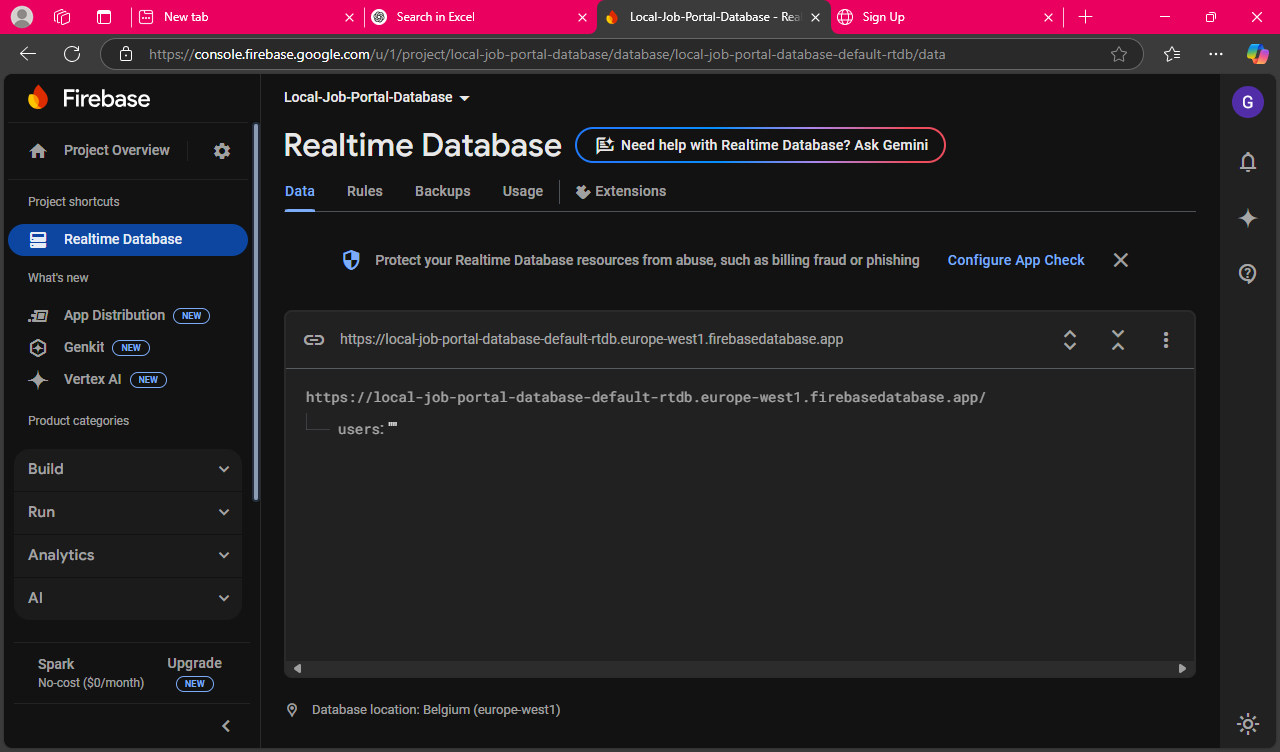 New tab
Search in Excel
Local-Job-Portal-Database - Rea
Sign Up
https://console.firebase.google.com/u/1/project/local-job-portal-database/database/local-job-portal-database-default-rtdb/data
Firebase
Project Overview
Project shortcuts
Realtime Database
What's new
App Distribution NEW
Genkit NEW
Vertex AI NEW
Product categories
Build
Run
Analytics
AI
Spark
No-cost ($0/month)
Upgrade
NEW
Local-Job-Portal-Database
Realtime Database
Need help with Realtime Database? Ask Gemini
Data Rules Backups Usage Extensions
Protect your Realtime Database resources from abuse, such as billing fraud or phishing Configure App Check
https://local-job-portal-database-default-rtdb.europe-west1.firebasedatabase.app
https://local-job-portal-database-default-rtdb.europe-west1.firebasedatabase.app/
users: ""
Database location: Belgium (europe-west1)
G